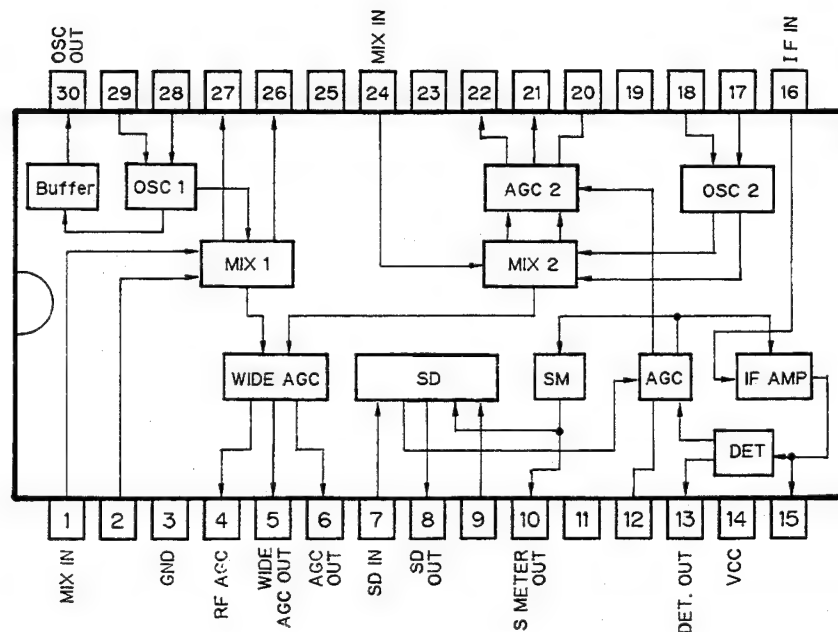 OSC OUT
MIX IN
IF IN
30 29 28 27 26 25 24 23 22 21 20 19 18 17 16
Buffer
OSC 1
AGC 2
OSC 2
MIX 1
MIX 2
WIDE AGC
SD
SM
AGC
IF AMP
DET
1 2 3 4 5 6 7 8 9 10 11 12 13 14 15
MIX IN
GND
RF AGC
WIDE
AGC OUT
AGC
OUT
SD IN
SD
OUT
S METER
OUT
DET. OUT
VCC